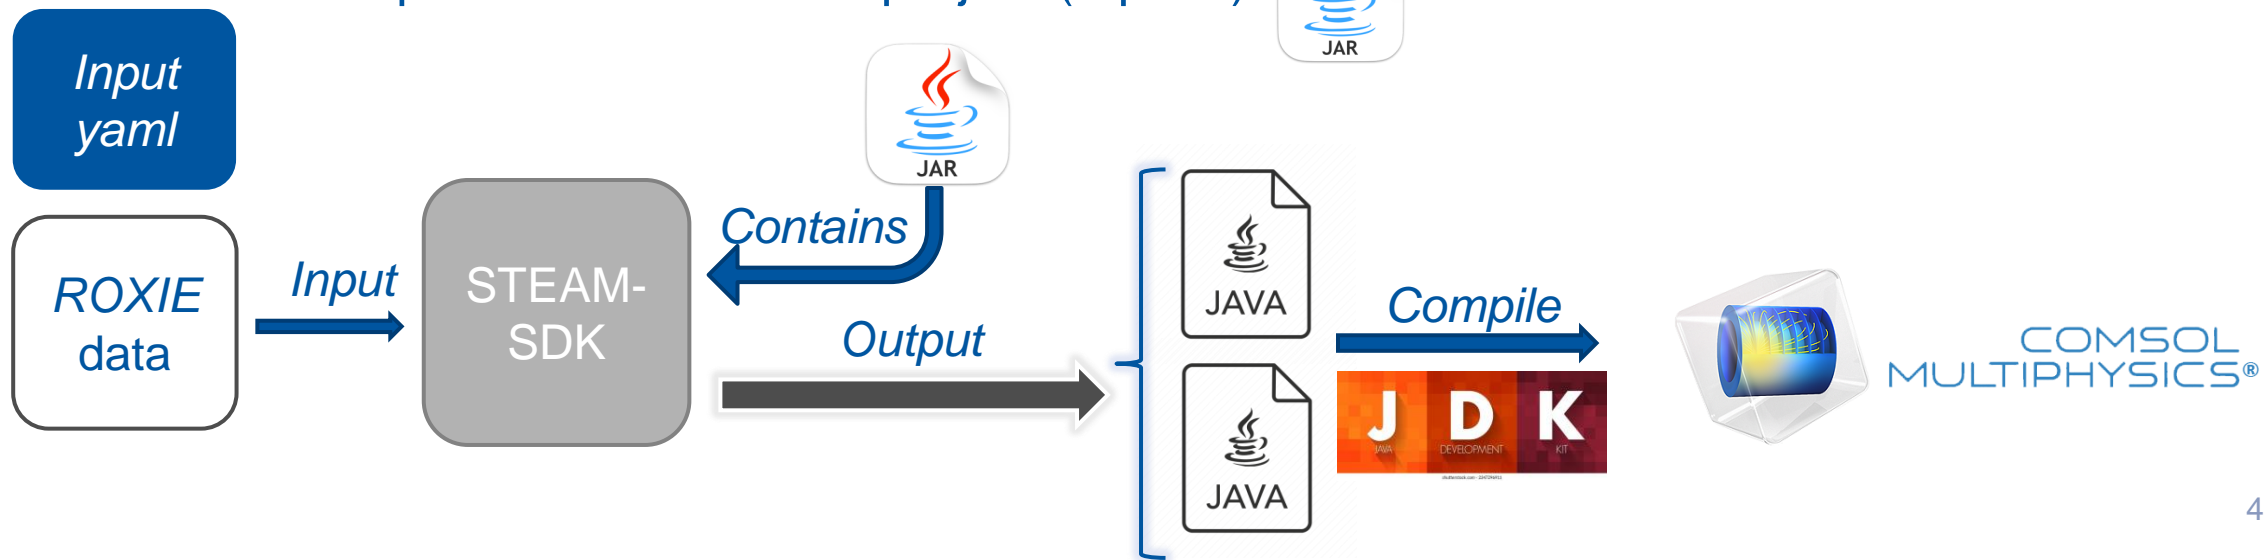 JAR
Input
yaml
JAR
Contains
ROXIE
data
Input
STEAM-
SDK
Output
JAVA
JAVA
Compile
J D K
JAVA DEVELOPMENT KIT
COMSOL
MULTIPHYSICS®
4